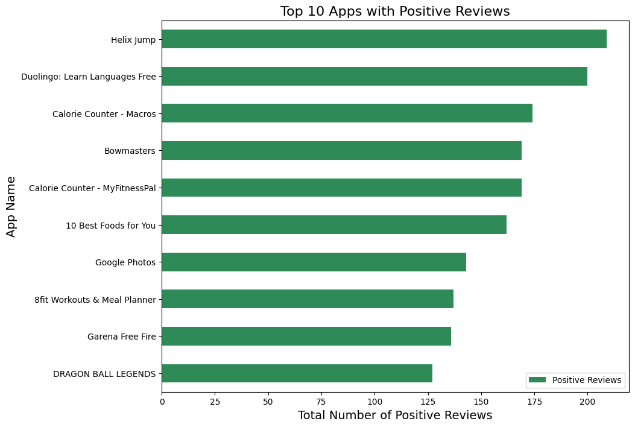 Top 10 Apps with Positive Reviews
App Name
Helix Jump
Duolingo: Learn Languages Free
Calorie Counter - Macros
Bowmasters
Calorie Counter - MyFitnessPal
10 Best Foods for You
Google Photos
8fit Workouts & Meal Planner
Garena Free Fire
DRAGON BALL LEGENDS
Positive Reviews
0 25 50 75 100 125 150 175 200
Total Number of Positive Reviews